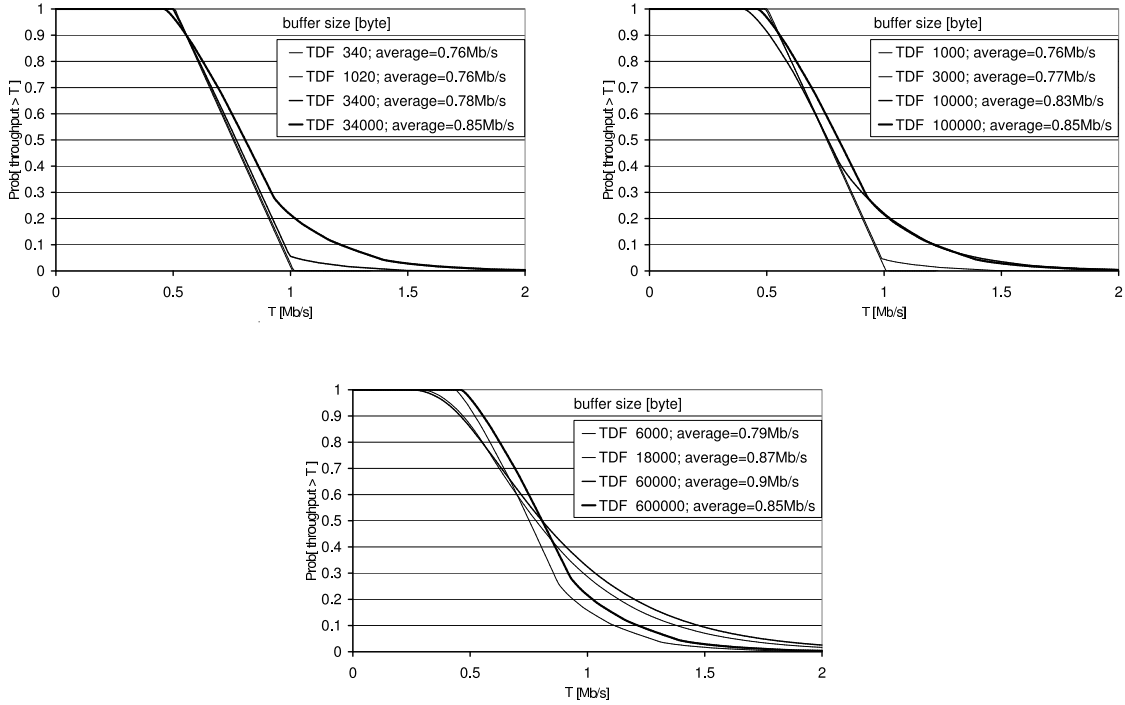 buffer size [byte]
TDF 340; average=0.76Mb/s
TDF 1020; average=0.76Mb/s
TDF 3400; average=0.78Mb/s
TDF 34000; average=0.85Mb/s
Prob[ throughput > T ]
1
0.9
0.8
0.7
0.6
0.5
0.4
0.3
0.2
0.1
0
0 0.5 1 1.5 2
T [Mb/s]
buffer size [byte]
TDF 1000; average=0.76Mb/s
TDF 3000; average=0.77Mb/s
TDF 10000; average=0.83Mb/s
TDF 100000; average=0.85Mb/s
Prob[ throughput > T ]
1
0.9
0.8
0.7
0.6
0.5
0.4
0.3
0.2
0.1
0
0 0.5 1 1.5 2
T [Mb/s]
buffer size [byte]
TDF 6000; average=0.79Mb/s
TDF 18000; average=0.87Mb/s
TDF 60000; average=0.9Mb/s
TDF 600000; average=0.85Mb/s
Prob[ throughput > T ]
1
0.9
0.8
0.7
0.6
0.5
0.4
0.3
0.2
0.1
0
0 0.5 1 1.5 2
T [Mb/s]